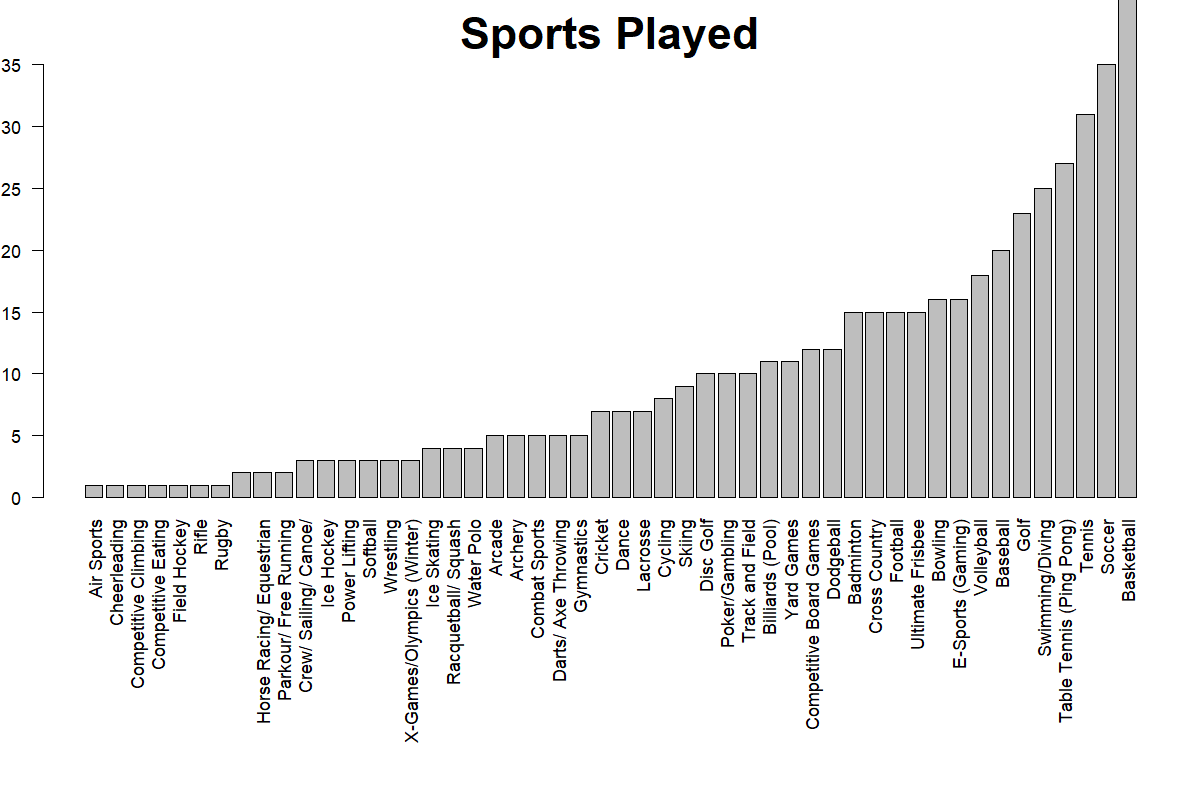 Sports Played
35
30
25
20
15
10
5
0
Air Sports
Cheerleading
Competitive Climbing
Competitive Eating
Field Hockey
Rifle
Rugby
Horse Racing/ Equestrian
Parkour/ Free Running
Crew/ Sailing/ Canoe/
Ice Hockey
Power Lifting
Softball
Wrestling
X-Games/Olympics (Winter)
Ice Skating
Racquetball/ Squash
Water Polo
Arcade
Archery
Combat Sports
Darts/ Axe Throwing
Gymnastics
Cricket
Dance
Lacrosse
Cycling
Skiing
Disc Golf
Poker/Gambling
Track and Field
Billiards (Pool)
Yard Games
Competitive Board Games
Dodgeball
Badminton
Cross Country
Football
Ultimate Frisbee
Bowling
E-Sports (Gaming)
Volleyball
Baseball
Golf
Swimming/Diving
Table Tennis (Ping Pong)
Tennis
Soccer
Basketball